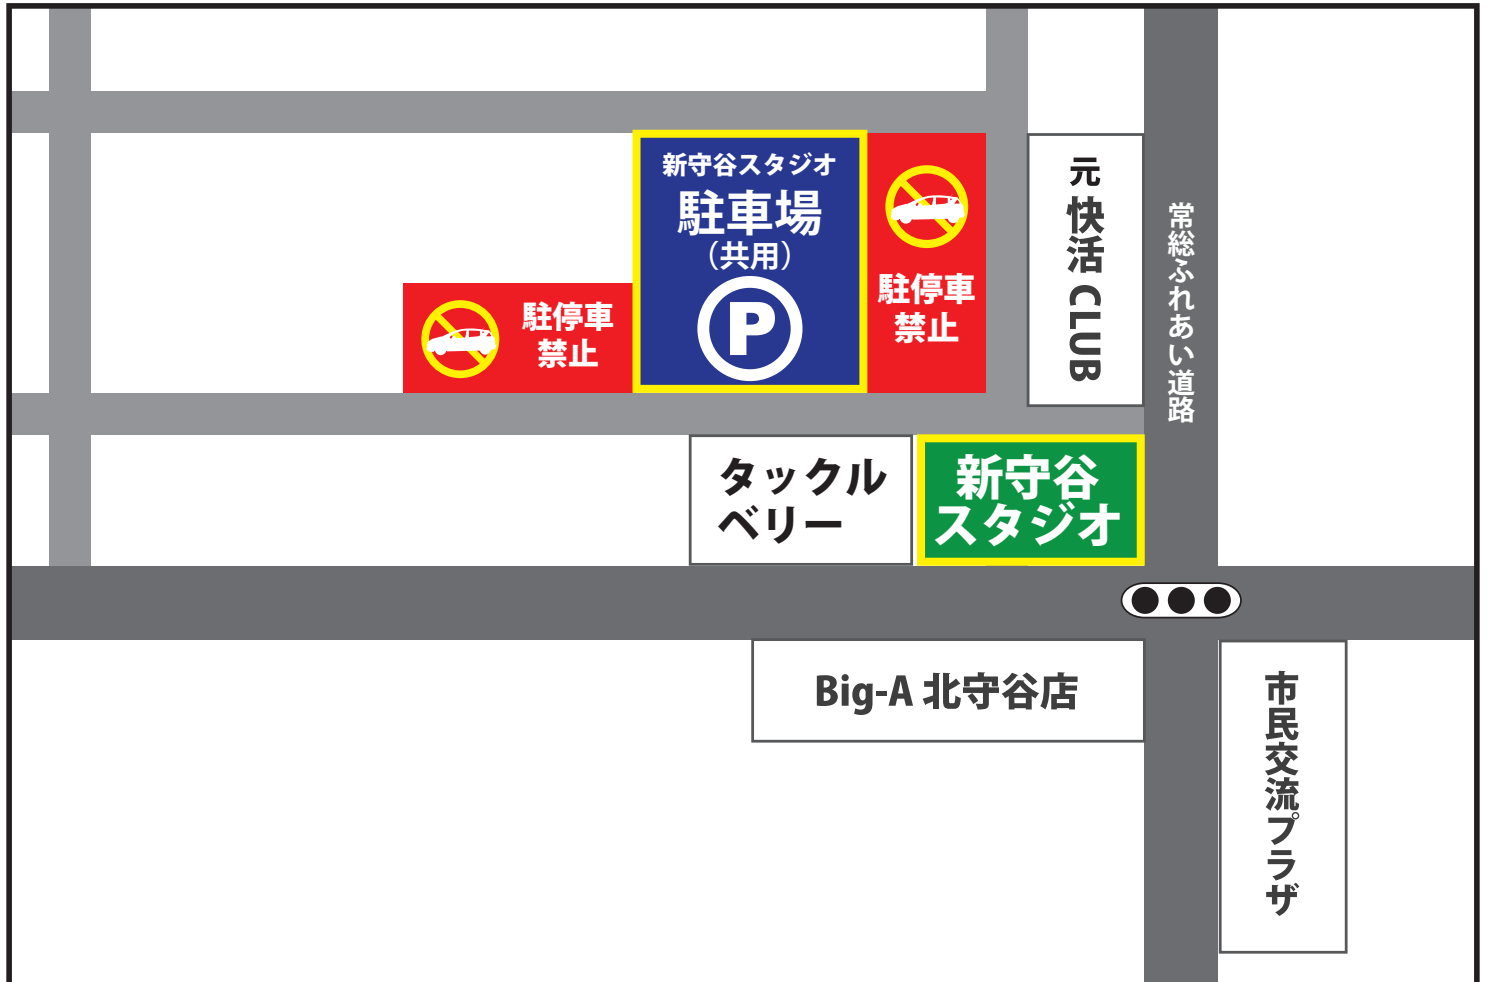 新守谷スタジオ
駐車場
（共用）
P
駐停車
禁止
駐停車
禁止
元 快活 CLUB
常総ふれあい道路
タックル
ベリー
新守谷
スタジオ
Big-A 北守谷店
市民交流プラザ